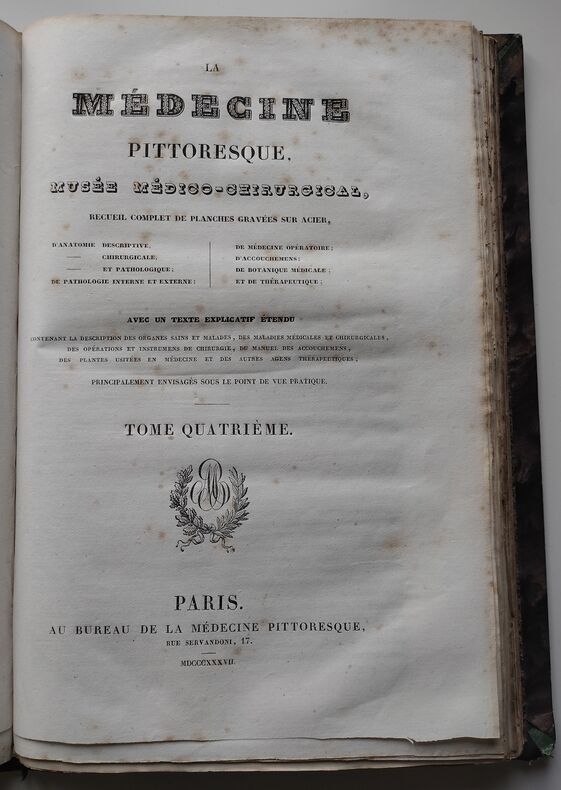 LA
MÉDECINE
PITTORESQUE,
MUSÉE MÉDICO-CHIRURGICAL,
RECUEIL COMPLET DE PLANCHES GRAVÉES SUR ACIER,
D'ANATOMIE DESCRIPTIVE,
— CHIRURGICALE,
— ET PATHOLOGIQUE;
DE PATHOLOGIE INTERNE ET EXTERNE;
DE MÉDECINE OPÉRATOIRE;
D'ACCOUCHEMENS;
DE BOTANIQUE MÉDICALE;
ET DE THÉRAPEUTIQUE;
AVEC UN TEXTE EXPLICATIF ÉTENDU
CONTENANT LA DESCRIPTION DES ORGANES SAINS ET MALADES, DES MALADIES MÉDICALES ET CHIRURGICALES,
DES OPÉRATIONS ET INSTRUMENS DE CHIRURGIE, DU MANUEL DES ACCOUCHEMENS,
DES PLANTES USITÉES EN MÉDECINE ET DES AUTRES AGENS THÉRAPEUTIQUES;
PRINCIPALEMENT ENVISAGÉS SOUS LE POINT DE VUE PRATIQUE.
TOME QUATRIÈME.
PARIS.
AU BUREAU DE LA MÉDECINE PITTORESQUE,
RUE SERVANDONI, 17.
MDCCCXXXVII.